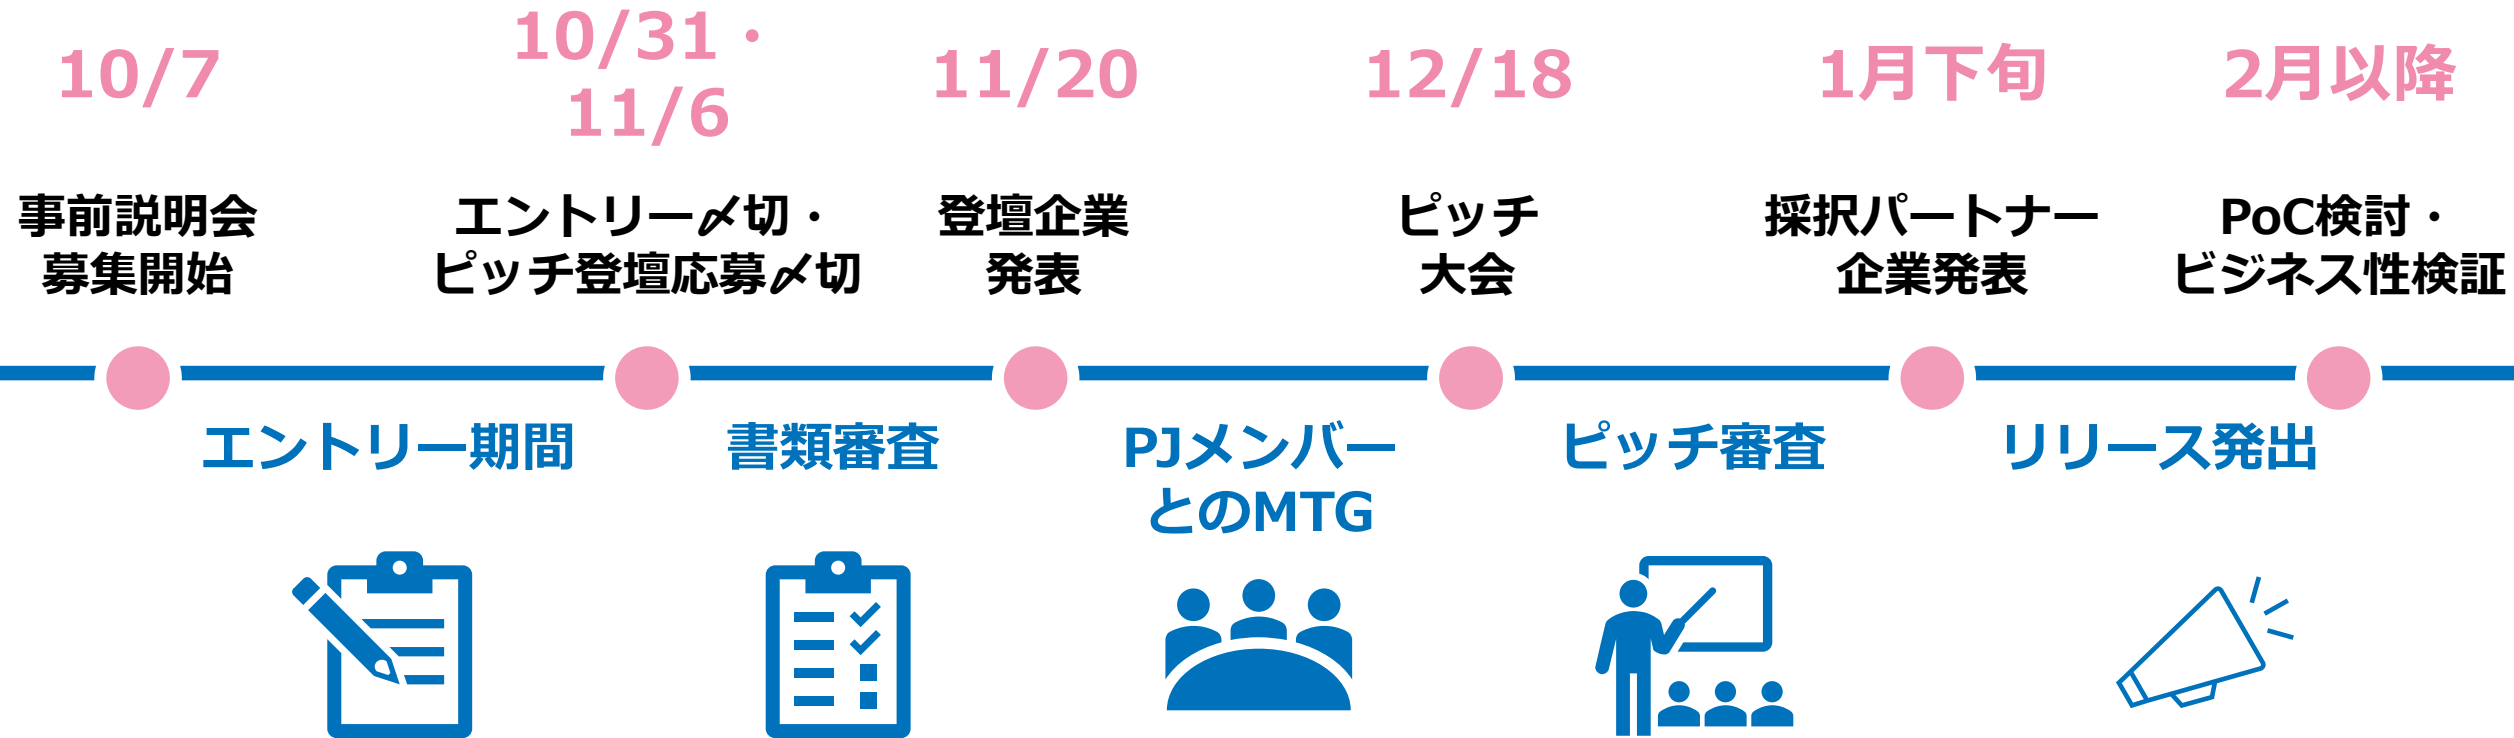 10/7
事前説明会
募集開始
10/31・
11/6
エントリー〆切・
ピッチ登壇応募〆切
11/20
登壇企業
発表
12/18
ピッチ
大会
1月下旬
採択パートナー
企業発表
2月以降
PoC検討・
ビジネス性検証
エントリー期間
書類審査
PJメンバー
とのMTG
ピッチ審査
リリース発出